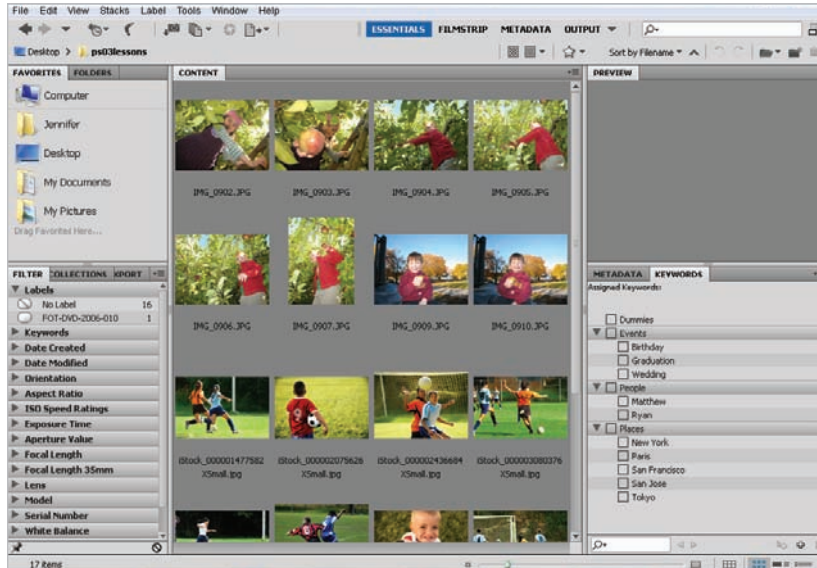 File Edit View Stacks Label Tools Window Help
ESSENTIALS FILMSTRIP METADATA OUTPUT
Desktop ps03lessons
Sort by Filename
FAVORITES FOLDERS
Computer
Jennifer
Desktop
My Documents
My Pictures
Drag Favorites Here...
FILTER COLLECTIONS XPORT
Labels
No Label 16
FOT-DVD-2006-010 1
Keywords
Date Created
Date Modified
Orientation
Aspect Ratio
ISO Speed Ratings
Exposure Time
Aperture Value
Focal Length
Focal Length 35mm
Lens
Model
Serial Number
White Balance
CONTENT
IMG_0902.JPG IMG_0903.JPG IMG_0904.JPG IMG_0905.JPG
IMG_0906.JPG IMG_0907.JPG IMG_0909.JPG IMG_0910.JPG
iStock_000001477582 iStock_000002075626 iStock_000002436684 iStock_000003080376
XSmall.jpg XSmall.jpg XSmall.jpg XSmall.jpg
PREVIEW
METADATA KEYWORDS
Assigned Keywords:
Dummies
Events
Birthday
Graduation
Wedding
People
Matthew
Ryan
Places
New York
Paris
San Francisco
San Jose
Tokyo
17 items